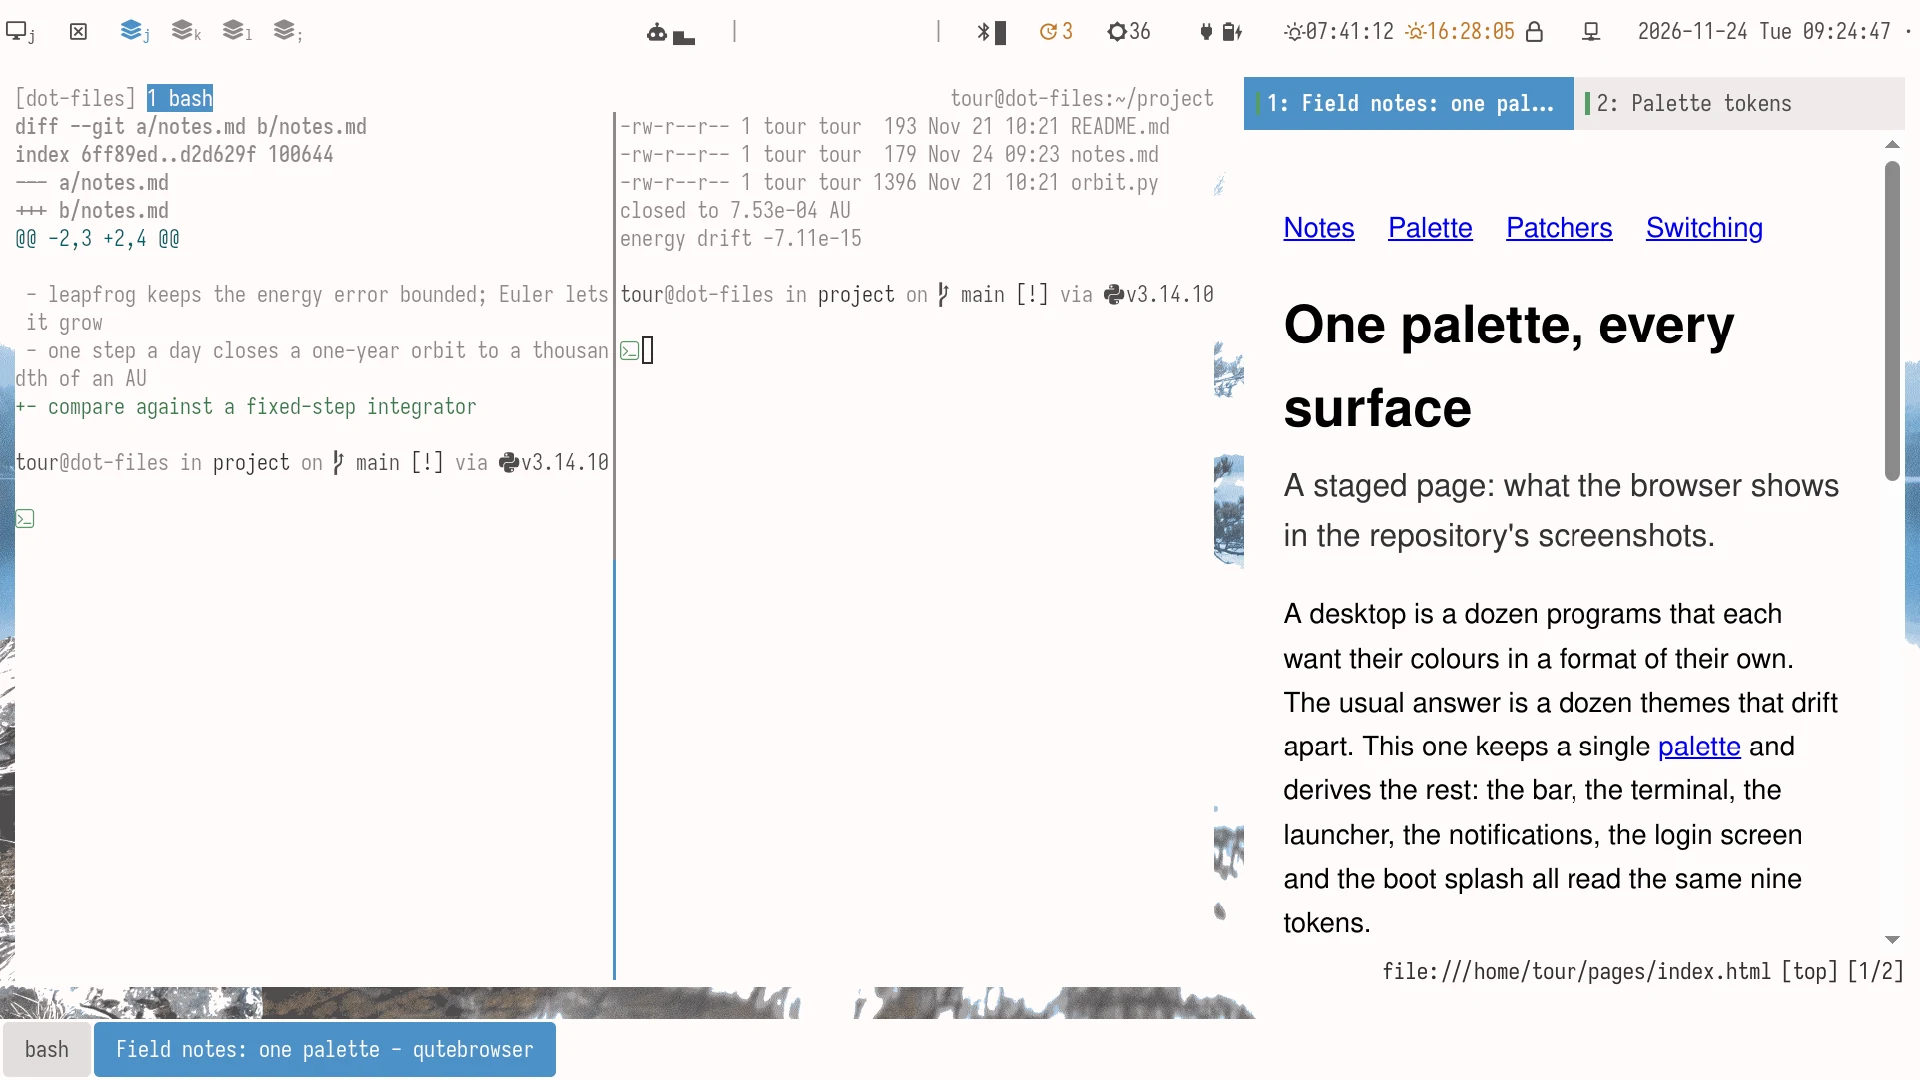 j j k l ; 3 36 07:41:12 16:28:05 2026-11-24 Tue 09:24:47
[dot-files] 1 bash tour@dot-files:~/project
diff --git a/notes.md b/notes.md
index 6ff89ed..d2d629f 100644
--- a/notes.md
+++ b/notes.md
@@ -2,3 +2,4 @@
- leapfrog keeps the energy error bounded; Euler lets
it grow
- one step a day closes a one-year orbit to a thousan
dth of an AU
+- compare against a fixed-step integrator
tour@dot-files in project on main [!] via v3.14.10
-rw-r--r-- 1 tour tour 193 Nov 21 10:21 README.md
-rw-r--r-- 1 tour tour 179 Nov 24 09:23 notes.md
-rw-r--r-- 1 tour tour 1396 Nov 21 10:21 orbit.py
closed to 7.53e-04 AU
energy drift -7.11e-15
tour@dot-files in project on main [!] via v3.14.10
1: Field notes: one pal... 2: Palette tokens
Notes Palette Patchers Switching
One palette, every
surface
A staged page: what the browser shows
in the repository's screenshots.
A desktop is a dozen programs that each
want their colours in a format of their own.
The usual answer is a dozen themes that drift
apart. This one keeps a single palette and
derives the rest: the bar, the terminal, the
launcher, the notifications, the login screen
and the boot splash all read the same nine
tokens.
file:///home/tour/pages/index.html [top] [1/2]
bash Field notes: one palette - qutebrowser